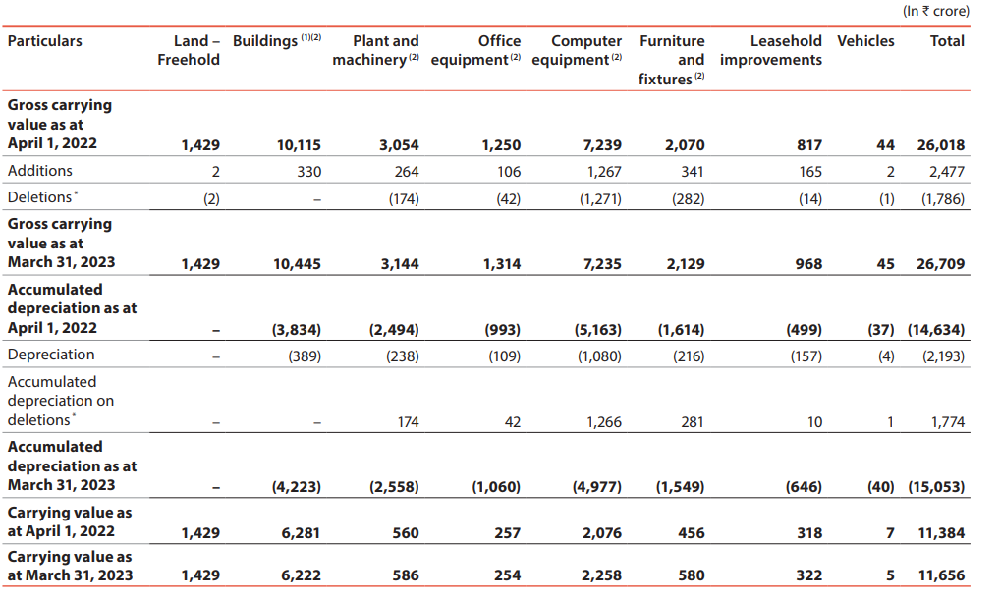 (In ₹ crore)
Particulars Land – Buildings (1)(2) Plant and Office Computer Furniture Leasehold Vehicles Total
Freehold machinery (2) equipment (2) equipment (2) and improvements
fixtures (2)
Gross carrying
value as at
April 1, 2022 1,429 10,115 3,054 1,250 7,239 2,070 817 44 26,018
Additions 2 330 264 106 1,267 341 165 2 2,477
Deletions* (2) – (174) (42) (1,271) (282) (14) (1) (1,786)
Gross carrying
value as at
March 31, 2023 1,429 10,445 3,144 1,314 7,235 2,129 968 45 26,709
Accumulated
depreciation as at
April 1, 2022 – (3,834) (2,494) (993) (5,163) (1,614) (499) (37) (14,634)
Depreciation – (389) (238) (109) (1,080) (216) (157) (4) (2,193)
Accumulated
depreciation on
deletions* – – 174 42 1,266 281 10 1 1,774
Accumulated
depreciation as at
March 31, 2023 – (4,223) (2,558) (1,060) (4,977) (1,549) (646) (40) (15,053)
Carrying value as
at April 1, 2022 1,429 6,281 560 257 2,076 456 318 7 11,384
Carrying value as
at March 31, 2023 1,429 6,222 586 254 2,258 580 322 5 11,656